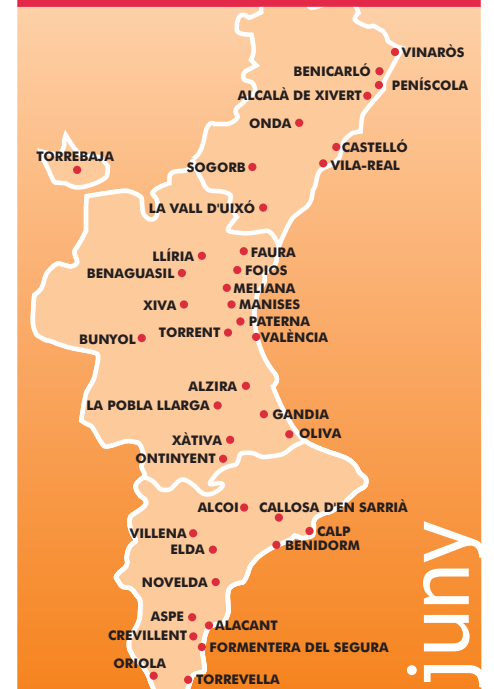 VINARÒS
BENICARLÓ
PENÍSCOLA
ALCALÀ DE XIVERT
ONDA
CASTELLÓ
TORREBAJA
VILA-REAL
SOGORB
LA VALL D'UIXÓ
FAURA
LLÍRIA
FOIOS
BENAGUASIL
MELIANA
XIVA
MANISES
PATERNA
TORRENT
VALÈNCIA
BUNYOL
ALZIRA
LA POBLA LLARGA
GANDIA
OLIVA
XÀTIVA
ONTINYENT
ALCOI
CALLOSA D'EN SARRIÀ
VILLENA
CALP
BENIDORM
ELDA
NOVELDA
ASPE
ALACANT
CREVILLENT
FORMENTERA DEL SEGURA
ORIOLA
TORREVELLA
juny